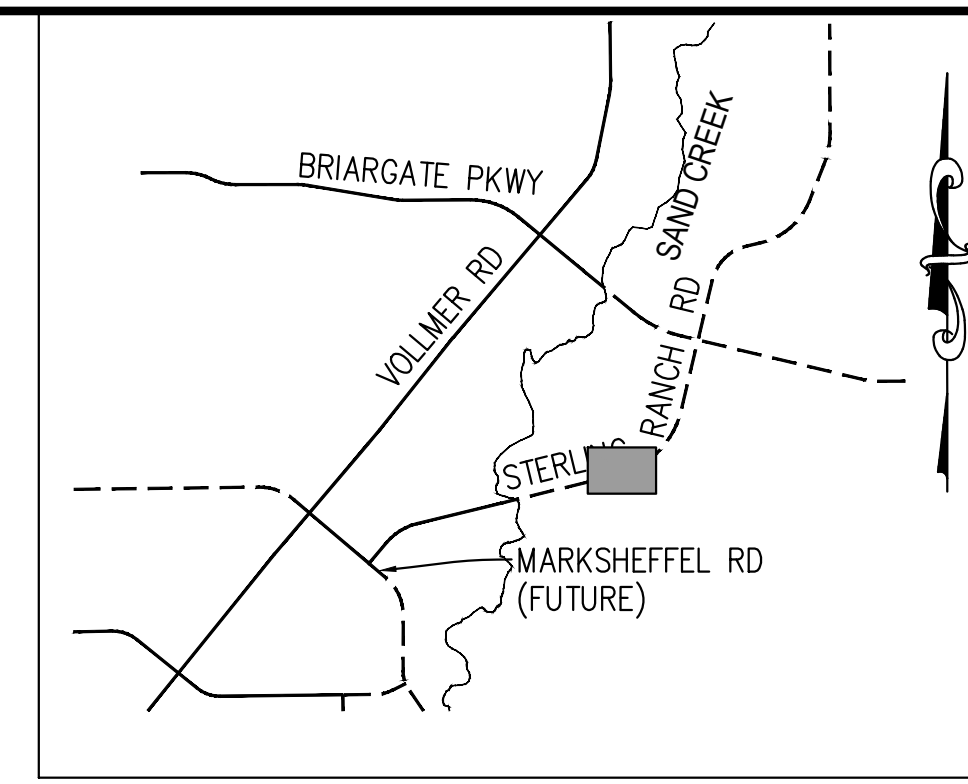 BRIARGATE PKWY
SAND CREEK
VOLLMER RD
RANCH RD
MARKSHEFFEL RD
(FUTURE)